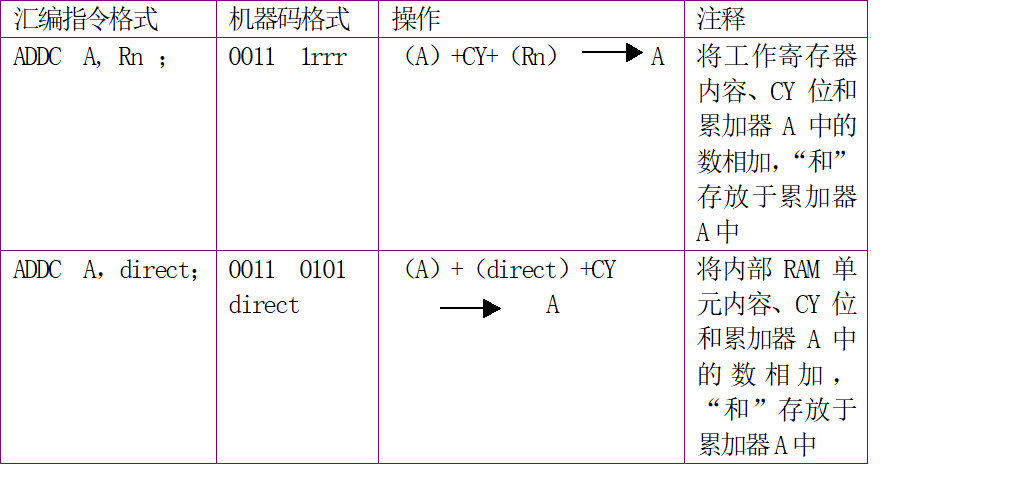 汇编指令格式 机器码格式 操作 注释
ADDC A, Rn ; 0011 1rrr （A）+CY+（Rn） A 将工作寄存器
内容、CY 位和
累加器 A 中的
数相加，“和”
存放于累加器
A中
ADDC A，direct; 0011 0101 （A）+（direct）+CY 将内部 RAM 单
direct A 元内容、CY 位
和累加器 A 中
的数相加，
“和”存放于
累加器A中